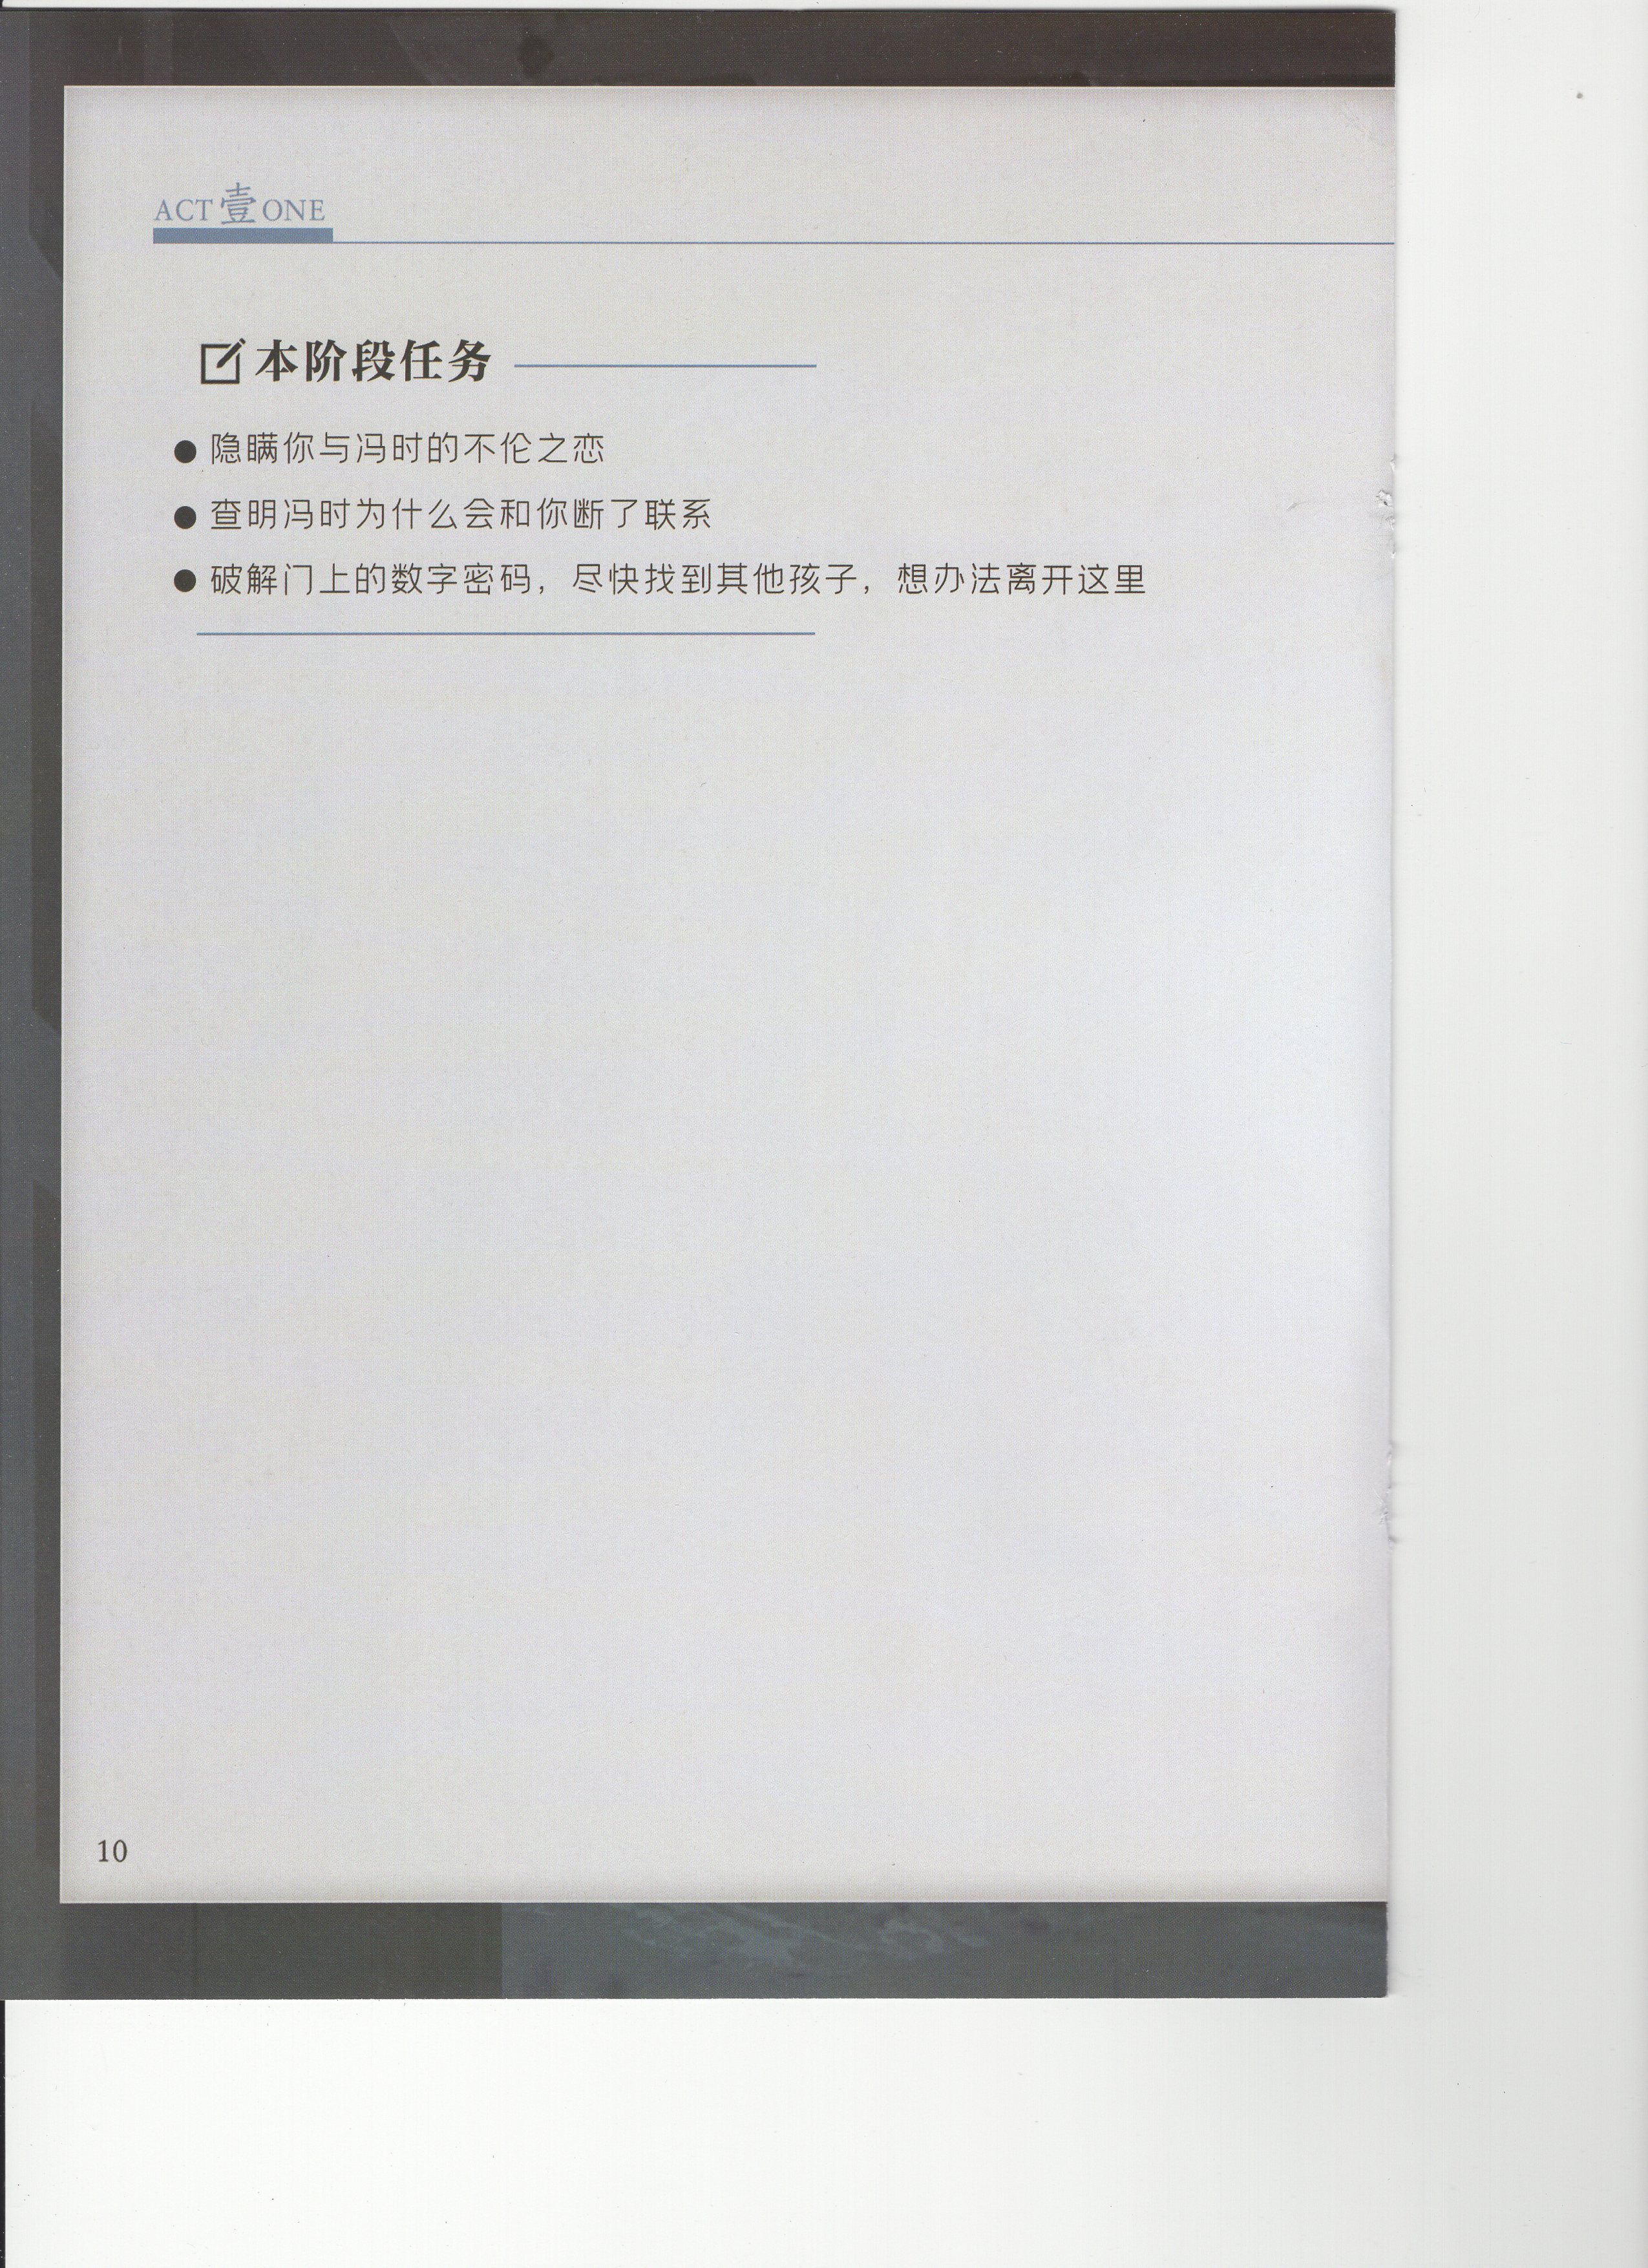 ACT 壹 ONE
本阶段任务
● 隐瞒你与冯时的不伦之恋
● 查明冯时为什么会和你断了联系
● 破解门上的数字密码，尽快找到其他孩子，想办法离开这里
10